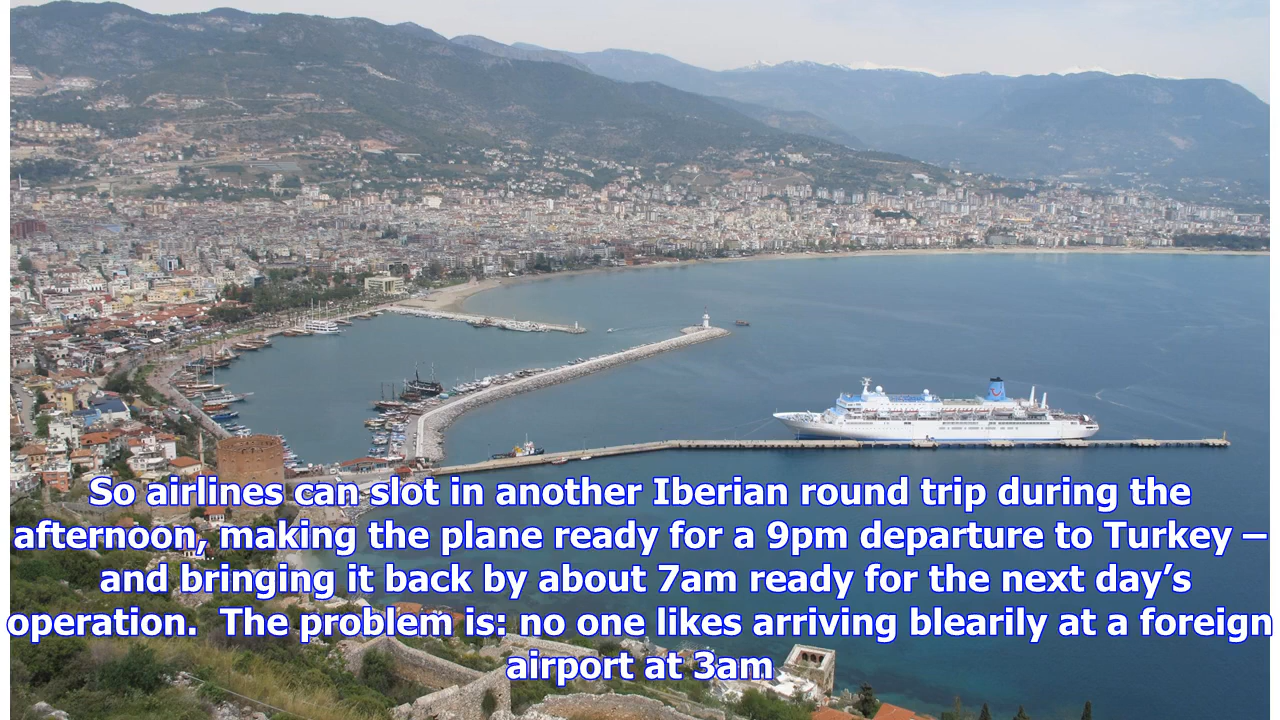 So airlines can slot in another Iberian round trip during the
afternoon, making the plane ready for a 9pm departure to Turkey –
and bringing it back by about 7am ready for the next day’s
operation.  The problem is: no one likes arriving blearily at a foreign
airport at 3am